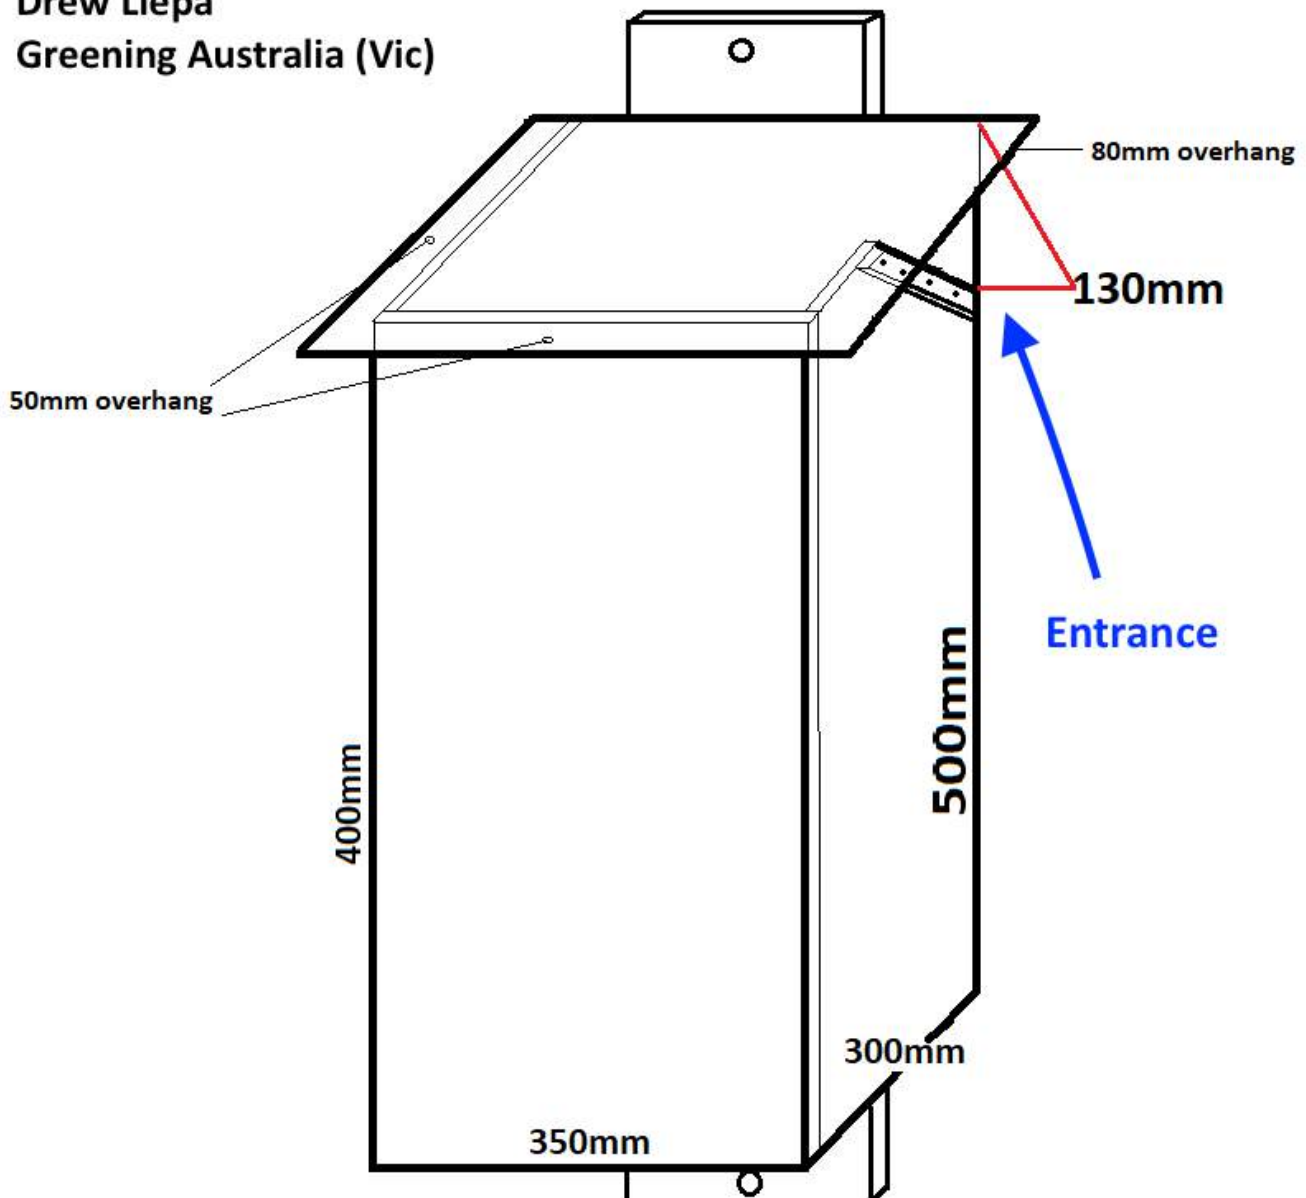 Drew Liepa
Greening Australia (Vic)
80mm overhang
130mm
50mm overhang
Entrance
500mm
400mm
300mm
350mm